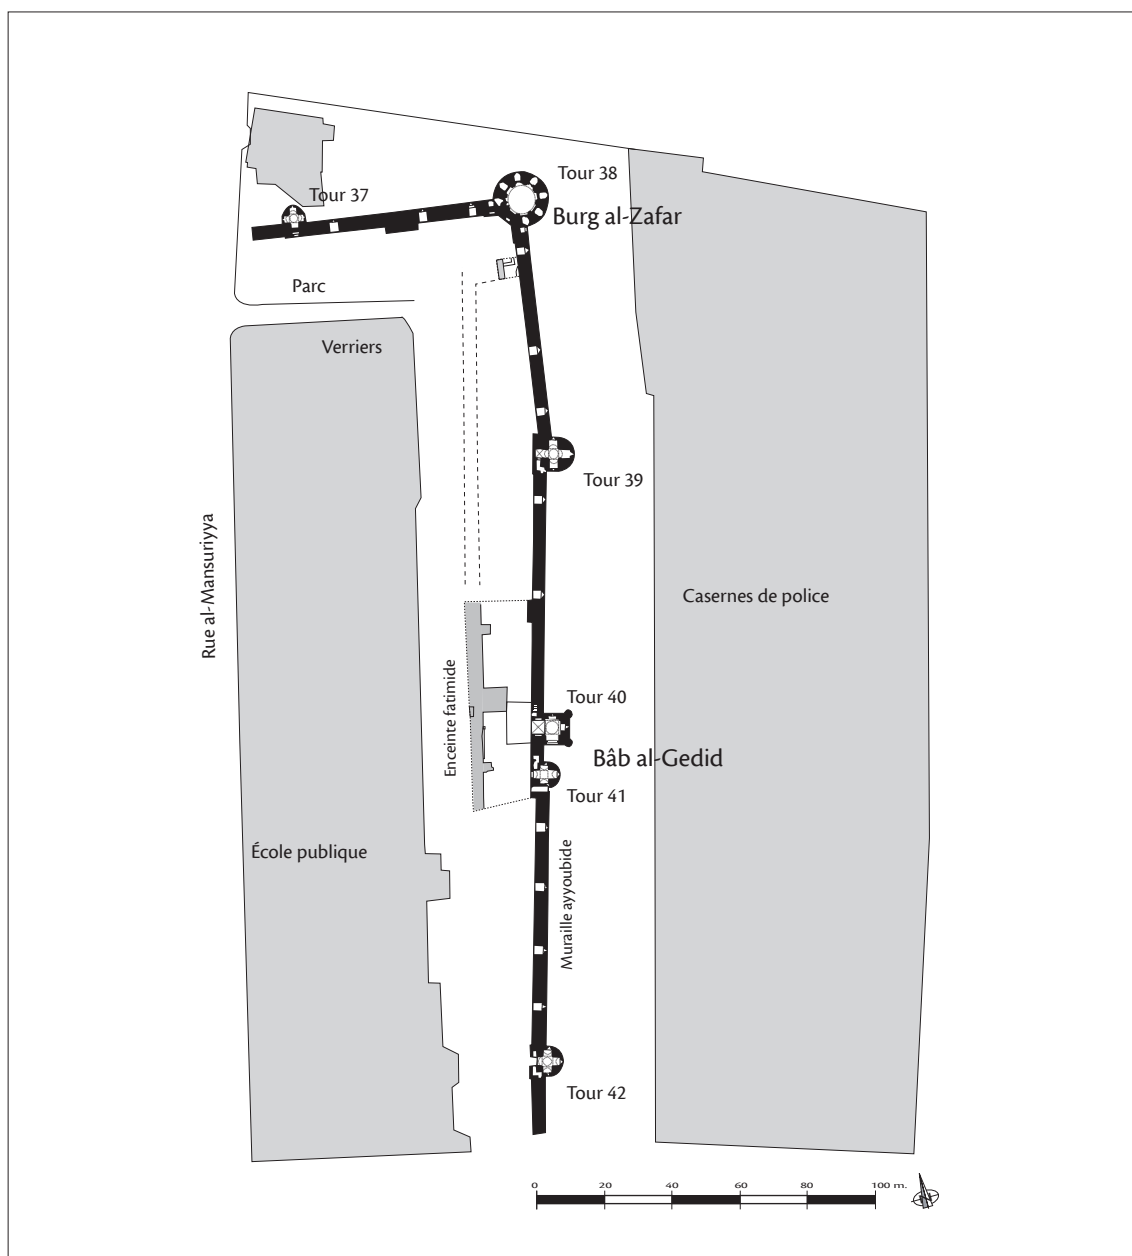 Tour 38
Tour 37
Burg al-Zafar
Parc
Verriers
Tour 39
Rue al-Mansuriyya
Casernes de police
Enceinte fatimide
Tour 40
Bâb al-Gedid
Tour 41
École publique
Muraille ayyoubide
Tour 42
0 20 40 60 80 100 m.